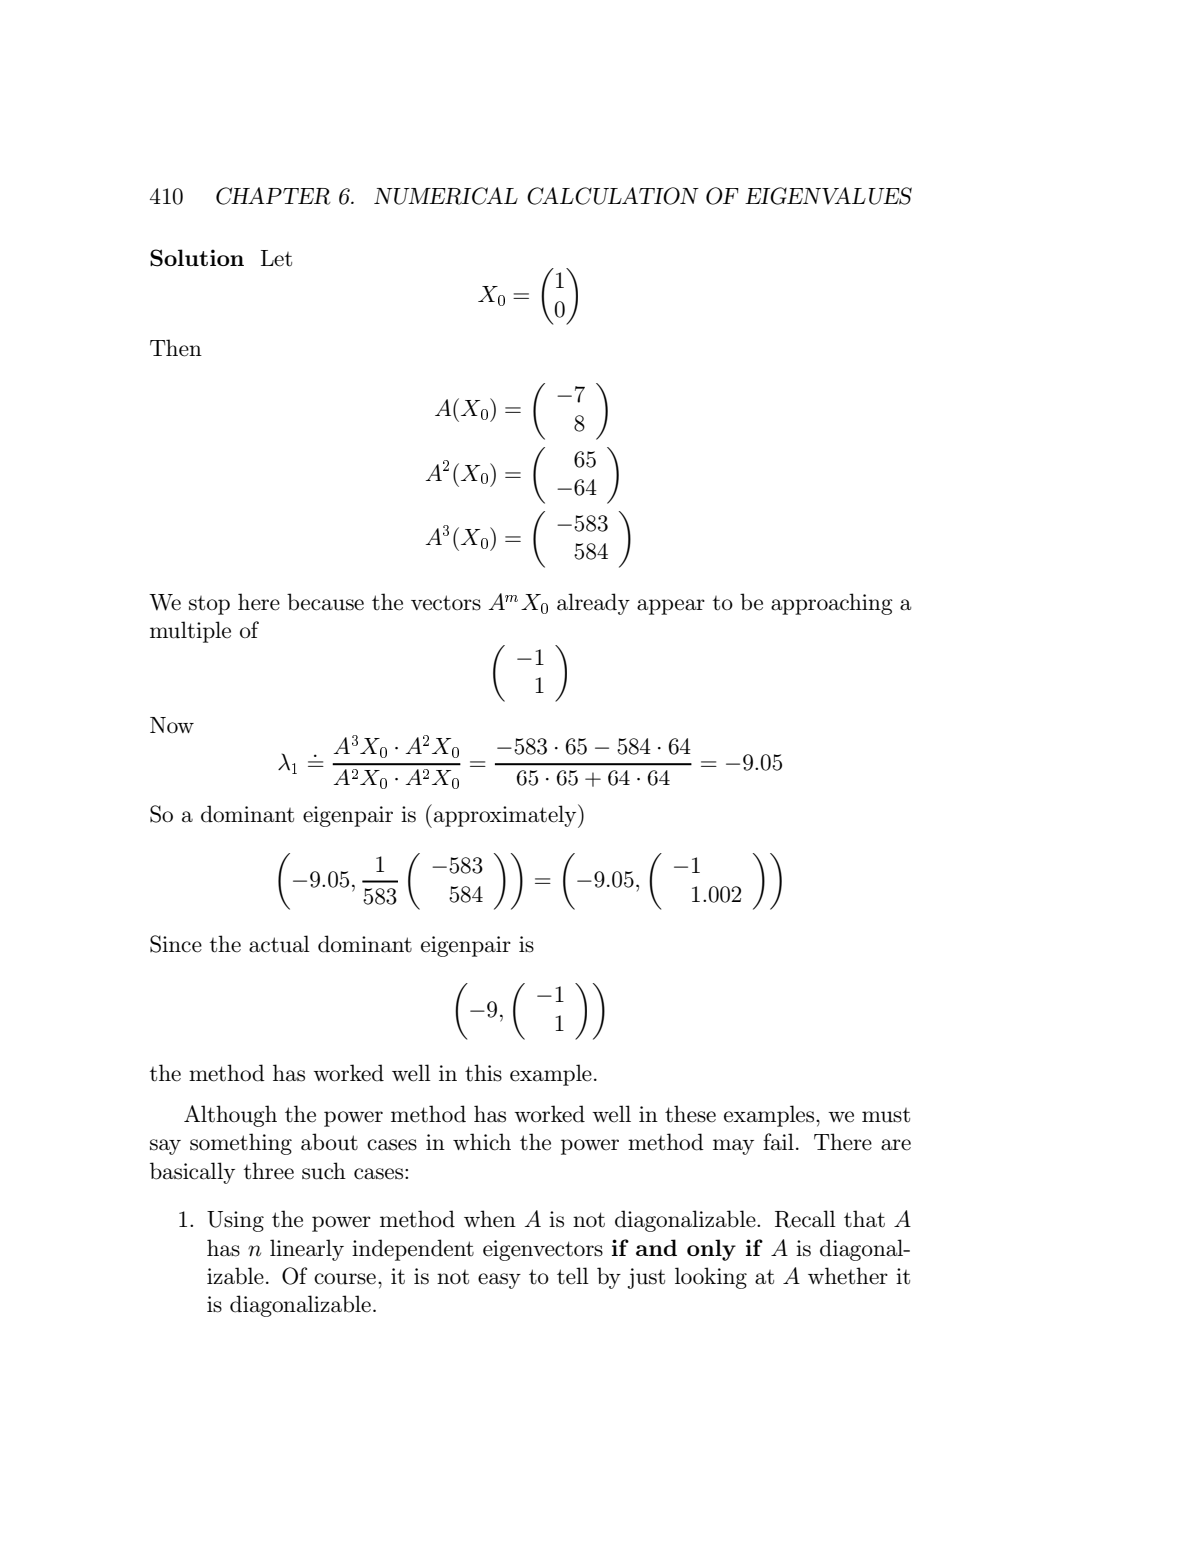 410 CHAPTER 6. NUMERICAL CALCULATION OF EIGENVALUES
Solution Let
X₀ = (1
0)
Then
A(X₀) = (−7
8)
A²(X₀) = (65
−64)
A³(X₀) = (−583
584)
We stop here because the vectors AᵐX₀ already appear to be approaching a
multiple of
(−1
1)
Now
λ₁ ≐ A³X₀ · A²X₀ / A²X₀ · A²X₀ = −583 · 65 − 584 · 64 / 65 · 65 + 64 · 64 = −9.05
So a dominant eigenpair is (approximately)
(−9.05, 1/583 (−583
584)) = (−9.05, (−1
1.002))
Since the actual dominant eigenpair is
(−9, (−1
1))
the method has worked well in this example.
Although the power method has worked well in these examples, we must
say something about cases in which the power method may fail. There are
basically three such cases:
1. Using the power method when A is not diagonalizable. Recall that A
has n linearly independent eigenvectors if and only if A is diagonal-
izable. Of course, it is not easy to tell by just looking at A whether it
is diagonalizable.